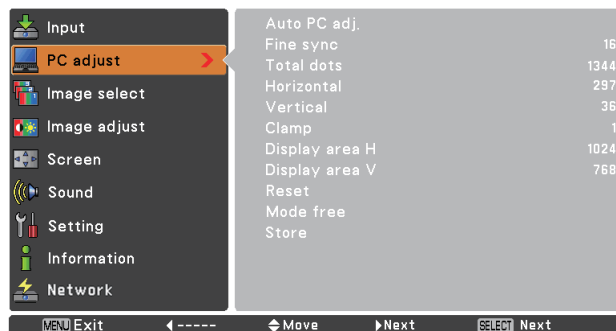 Input
PC adjust
Image select
Image adjust
Screen
Sound
Setting
Information
Network
Auto PC adj.
Fine sync 16
Total dots 1344
Horizontal 297
Vertical 36
Clamp 1
Display area H 1024
Display area V 768
Reset
Mode free
Store
MENU Exit ----- Move Next SELECT Next